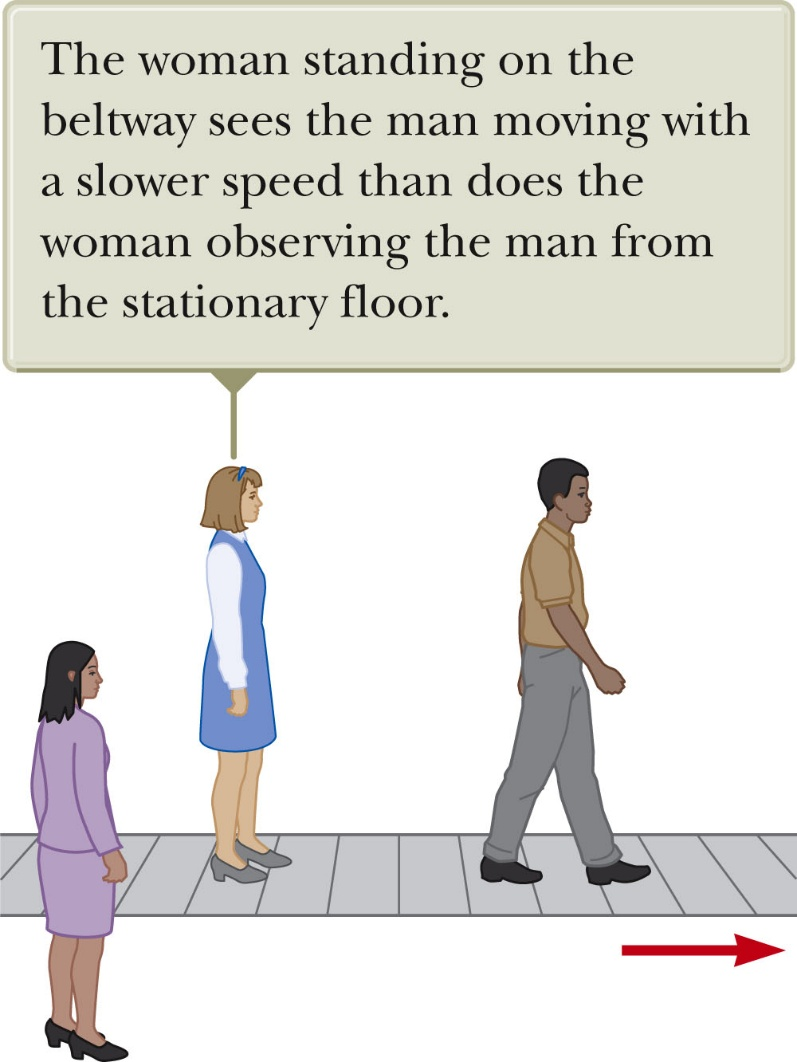 The woman standing on the
beltway sees the man moving with
a slower speed than does the
woman observing the man from
the stationary floor.